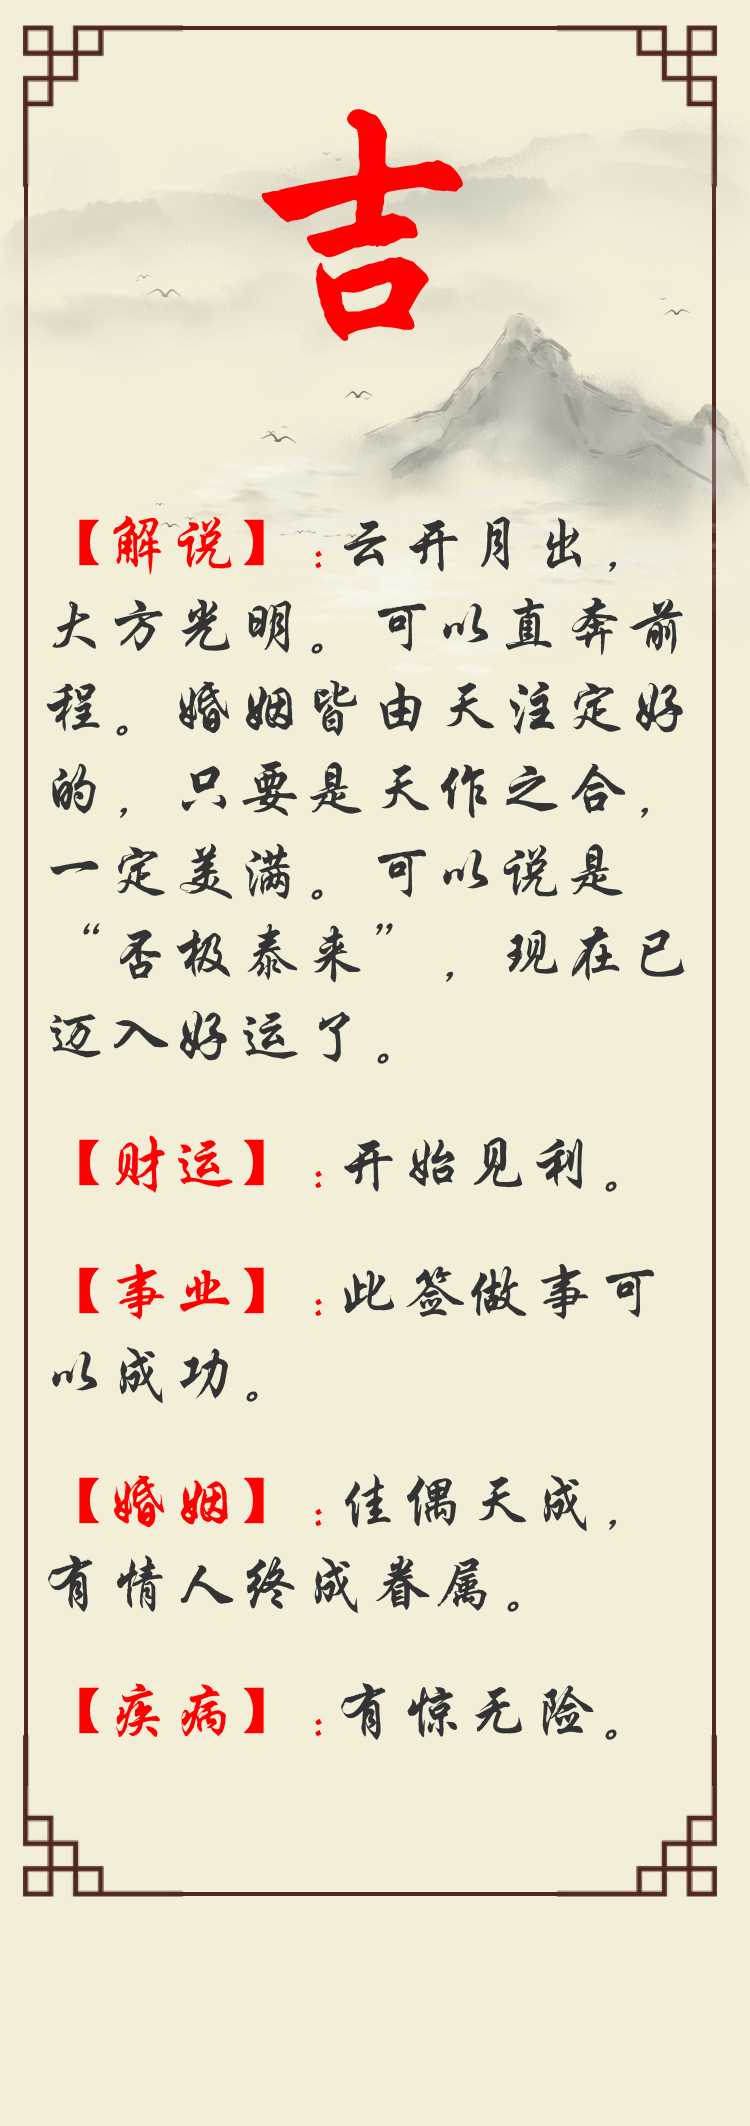 吉
【解说】：云开月出，
大方光明。可以直奔前
程。婚姻皆由天注定好
的，只要是天作之合，
一定美满。可以说是
“否极泰来”，现在已
迈入好运了。
【财运】：开始见利。
【事业】：此签做事可
以成功。
【婚姻】：佳偶天成，
有情人终成眷属。
【疾病】：有惊无险。